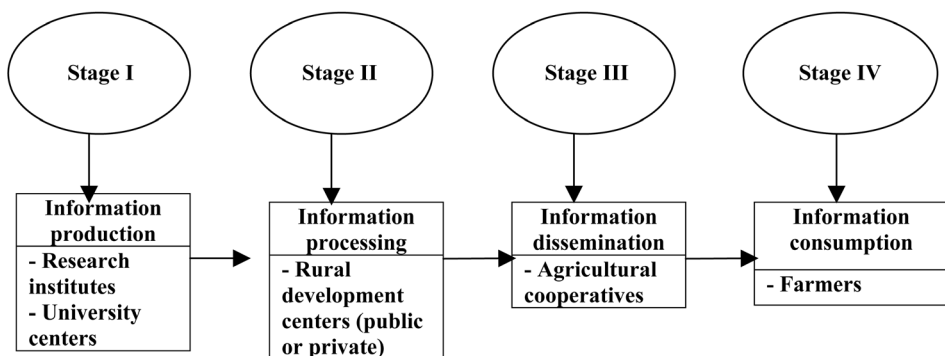 Stage I
Stage II
Stage III
Stage IV
Information
production
- Research
institutes
- University
centers
Information
processing
- Rural
development
centers (public
or private)
Information
dissemination
- Agricultural
cooperatives
Information
consumption
- Farmers